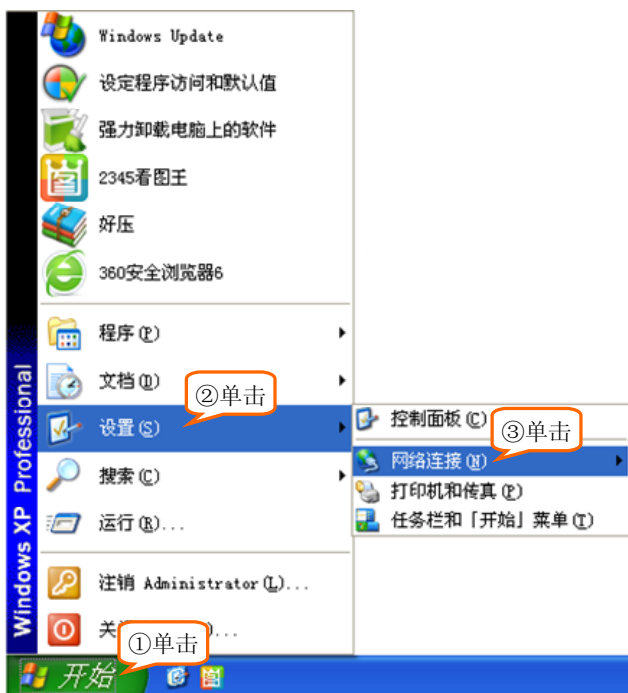 Windows Update
设定程序访问和默认值
强力卸载电脑上的软件
2345看图王
好压
360安全浏览器6
程序(P)
文档(D)
②单击
设置(S)
控制面板(C)
③单击
网络连接(N)
搜索(C)
打印机和传真(P)
运行(R)...
任务栏和「开始」菜单(T)
注销 Administrator(L)...
关
)...
①单击
开始
Windows XP Professional